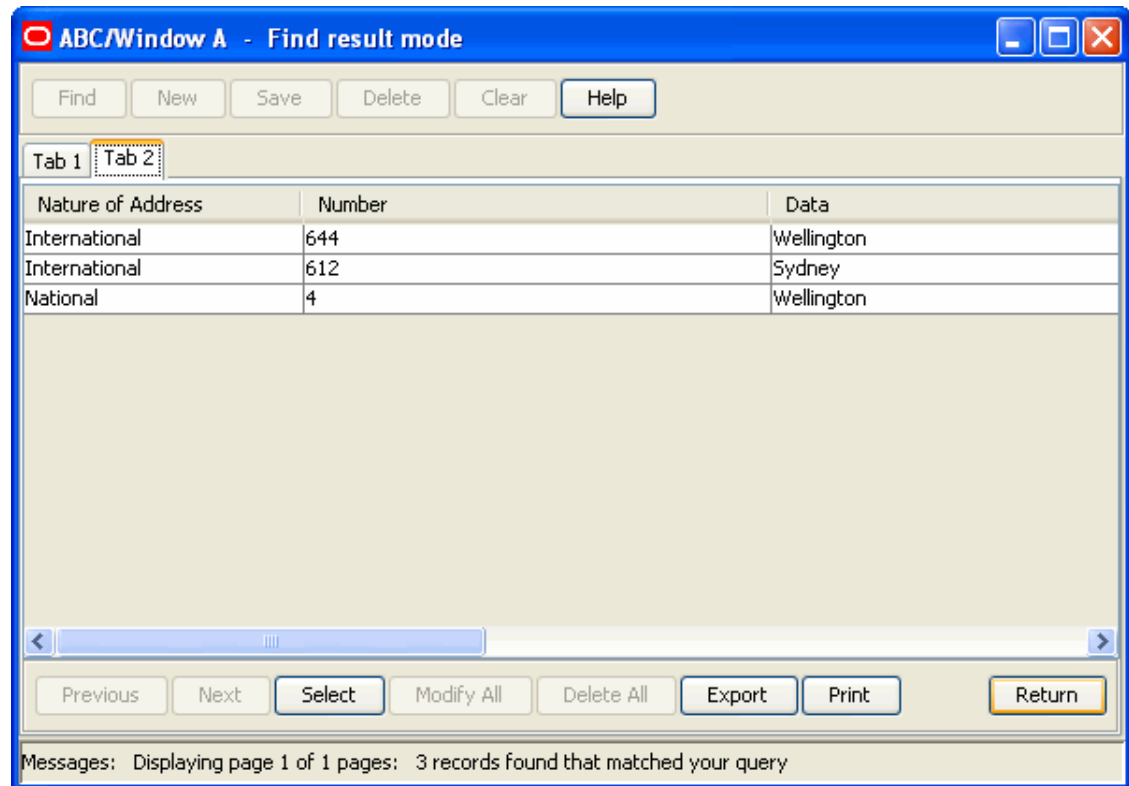 ABC/Window A - Find result mode
Find New Save Delete Clear Help
Tab 1 Tab 2
Nature of Address Number Data
International 644 Wellington
International 612 Sydney
National 4 Wellington
Previous Next Select Modify All Delete All Export Print Return
Messages: Displaying page 1 of 1 pages: 3 records found that matched your query